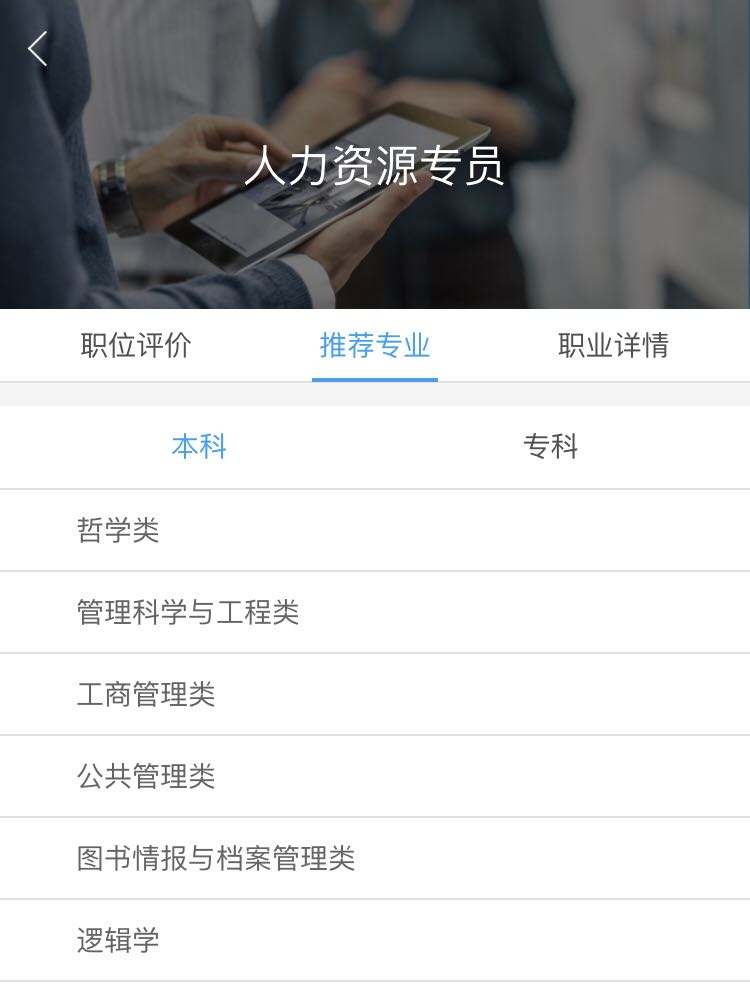 人力资源专员
职位评价 推荐专业 职业详情
本科 专科
哲学类
管理科学与工程类
工商管理类
公共管理类
图书情报与档案管理类
逻辑学